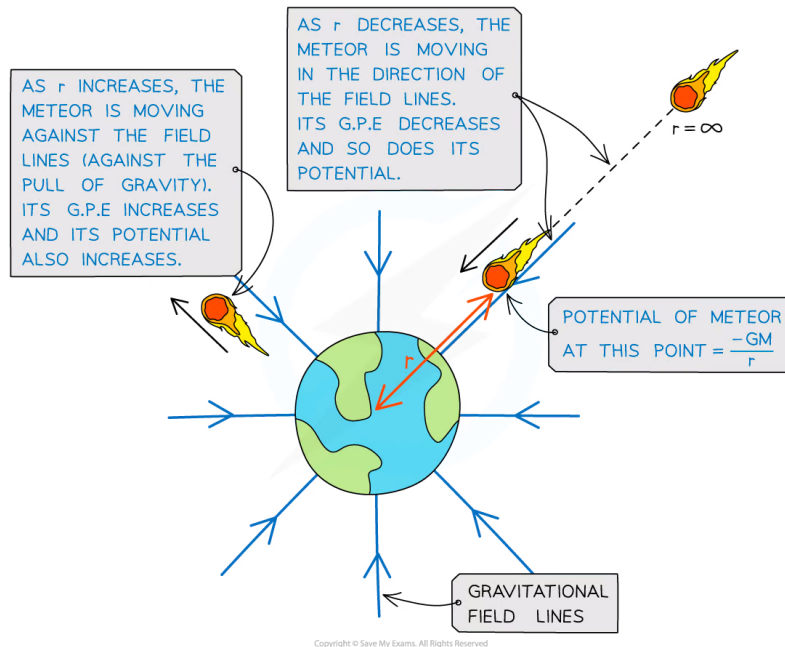 AS r INCREASES, THE
METEOR IS MOVING
AGAINST THE FIELD
LINES (AGAINST THE
PULL OF GRAVITY).
ITS G.P.E INCREASES
AND ITS POTENTIAL
ALSO INCREASES.
AS r DECREASES, THE
METEOR IS MOVING
IN THE DIRECTION OF
THE FIELD LINES.
ITS G.P.E DECREASES
AND SO DOES ITS
POTENTIAL.
r = ∞
r
POTENTIAL OF METEOR
AT THIS POINT = -GM/r
GRAVITATIONAL
FIELD LINES
Copyright © Save My Exams. All Rights Reserved